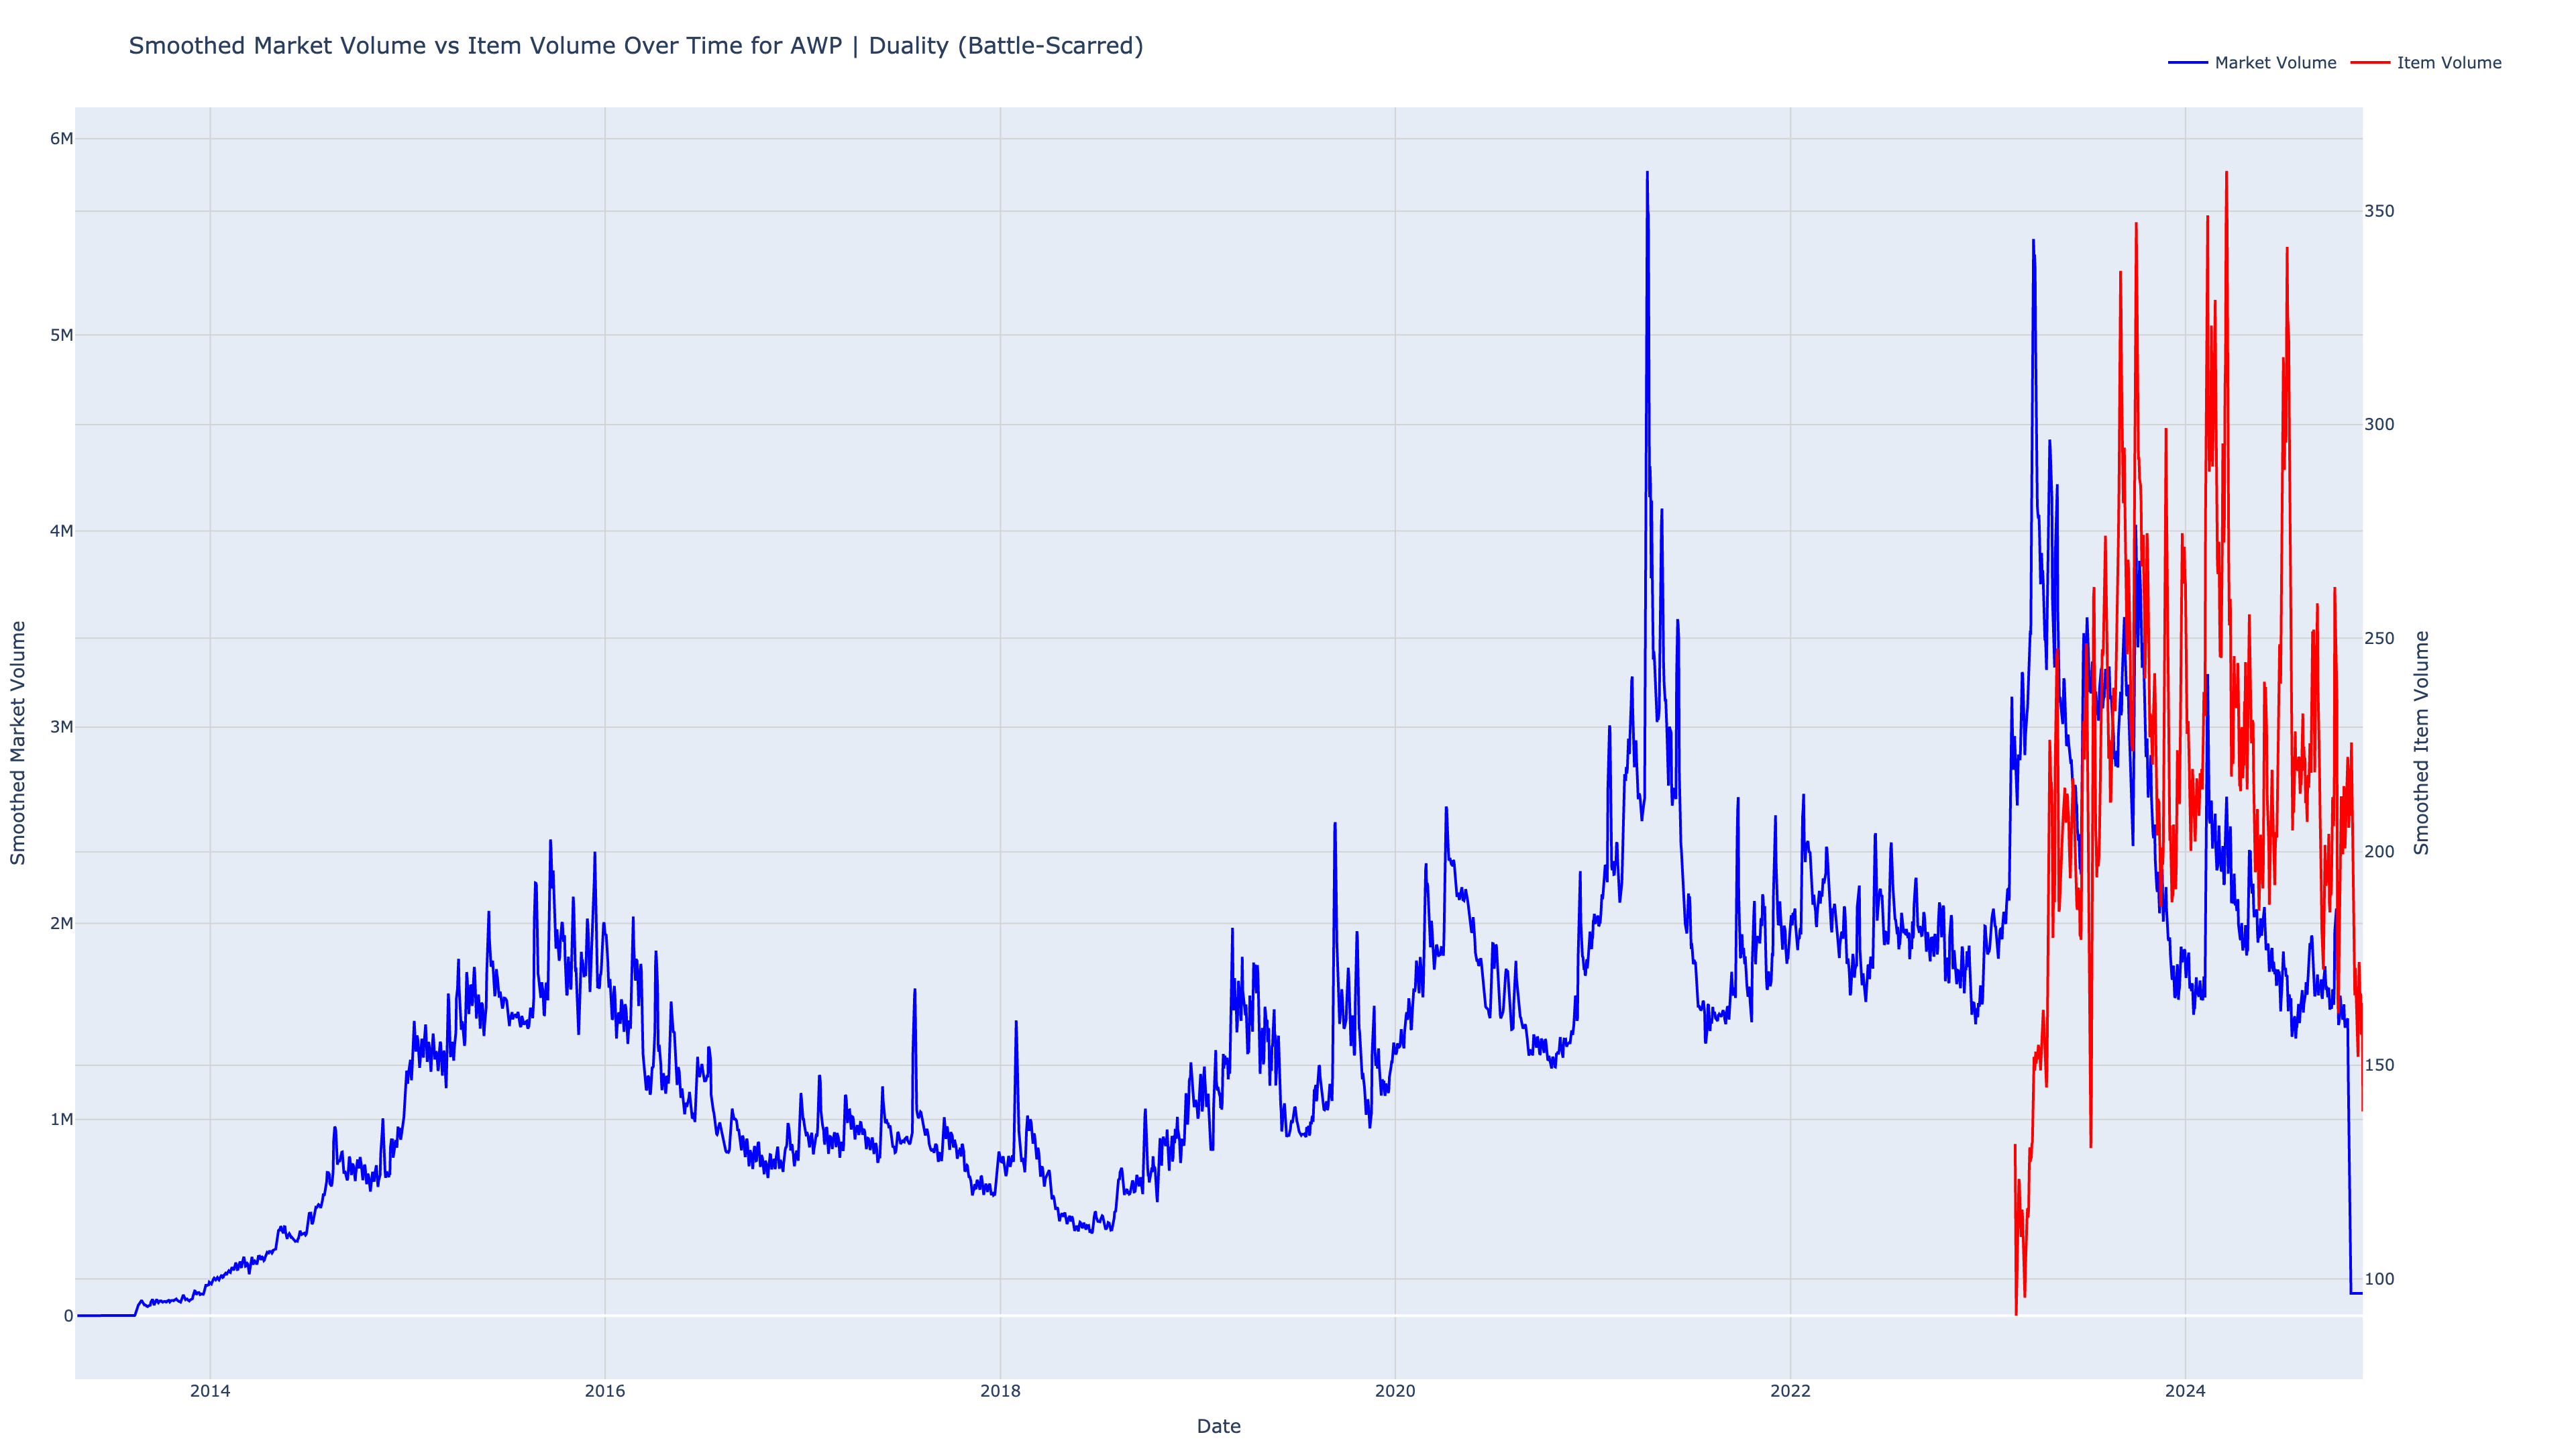 Smoothed Market Volume vs Item Volume Over Time for AWP | Duality (Battle-Scarred)
Market Volume
Item Volume
6M
5M
4M
3M
2M
1M
0
350
300
250
200
150
100
Smoothed Market Volume
Smoothed Item Volume
2014
2016
2018
2020
2022
2024
Date